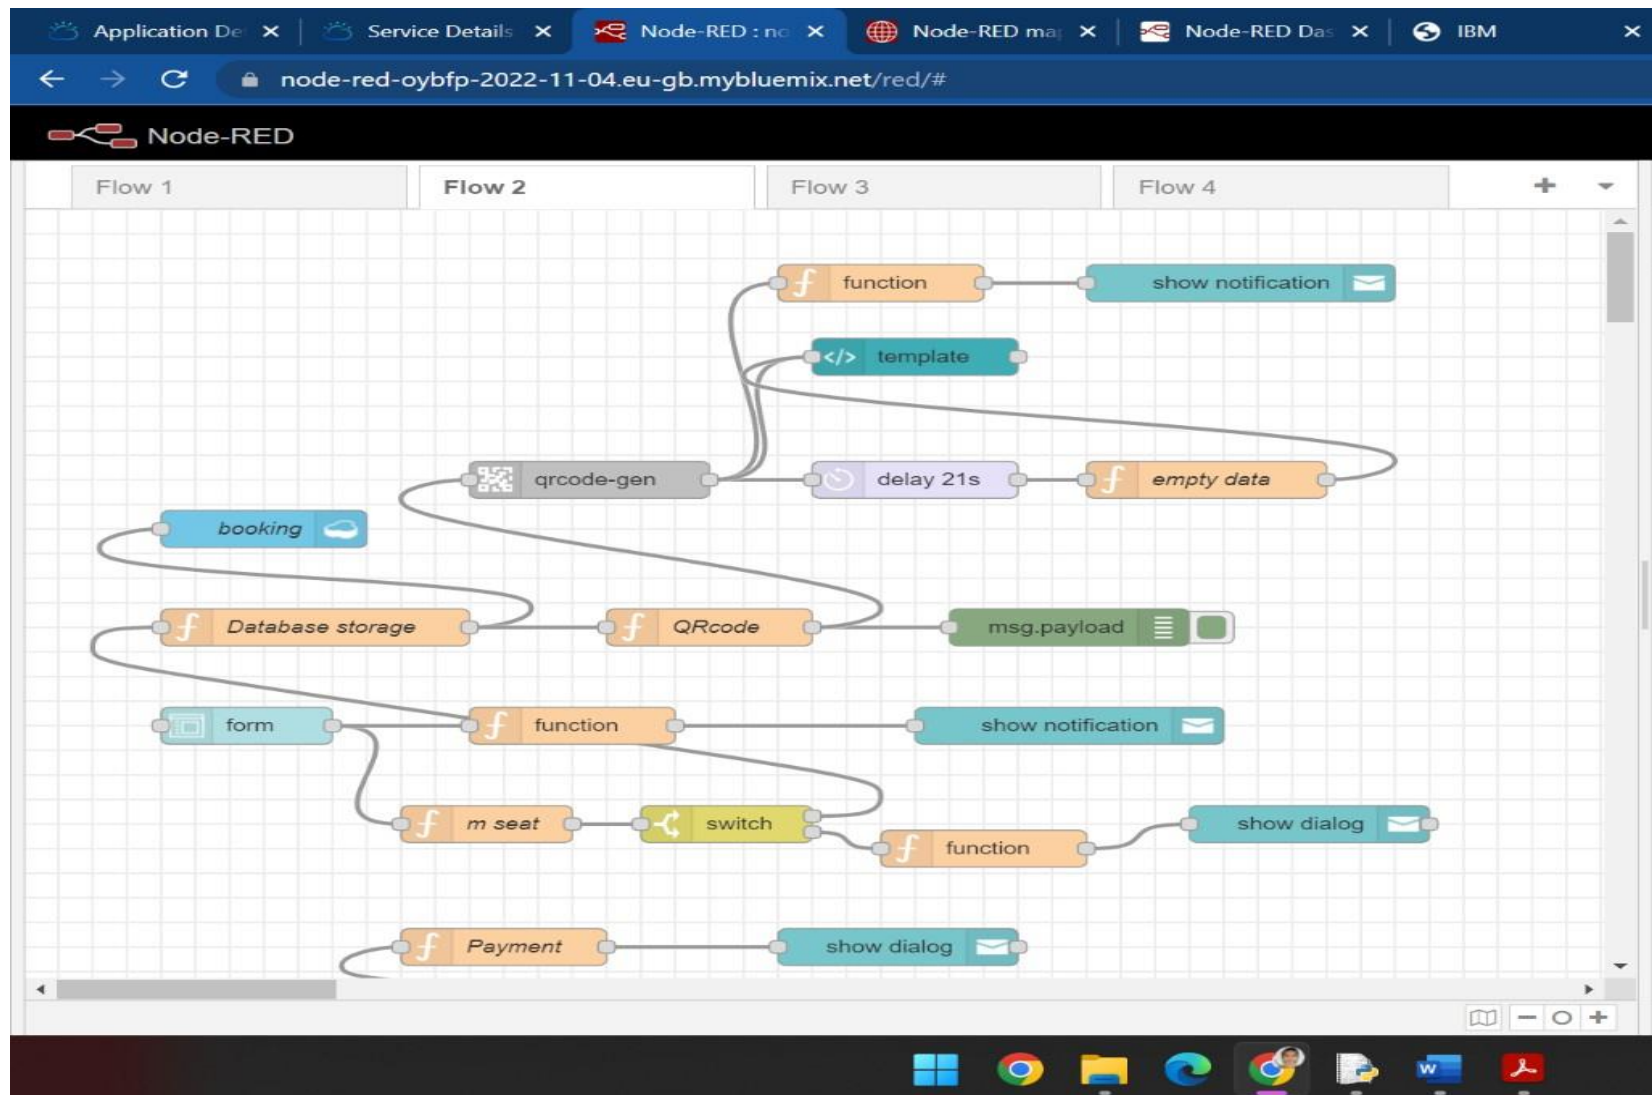 Application De
Service Details
Node-RED : no
Node-RED ma
Node-RED Das
IBM
node-red-oybfp-2022-11-04.eu-gb.mybluemix.net/red/#
Node-RED
Flow 1
Flow 2
Flow 3
Flow 4
function
show notification
</> template
qrcode-gen
delay 21s
empty data
booking
Database storage
QRcode
msg.payload
form
function
show notification
m seat
switch
show dialog
function
Payment
show dialog
W